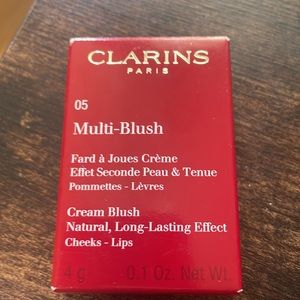 CLARINS
PARIS
05
Multi-Blush
Fard à Joues Crème
Effet Seconde Peau & Tenue
Pommettes - Lèvres
Cream Blush
Natural, Long-Lasting Effect
Cheeks - Lips
4 g 0.1 Oz. Net Wt.